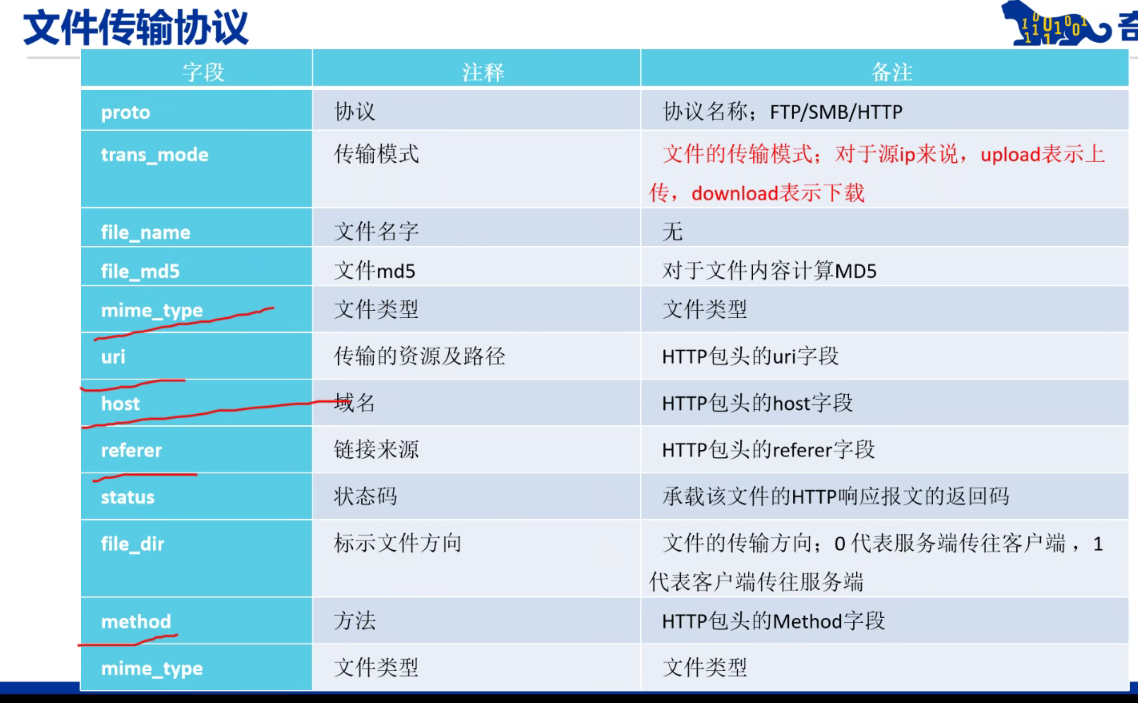 文件传输协议
奇
字段 注释 备注
proto 协议 协议名称；FTP/SMB/HTTP
trans_mode 传输模式 文件的传输模式；对于源ip来说，upload表示上
传，download表示下载
file_name 文件名字 无
file_md5 文件md5 对于文件内容计算MD5
mime_type 文件类型 文件类型
uri 传输的资源及路径 HTTP包头的uri字段
host 域名 HTTP包头的host字段
referer 链接来源 HTTP包头的referer字段
status 状态码 承载该文件的HTTP响应报文的返回码
file_dir 标示文件方向 文件的传输方向；0 代表服务端传往客户端 ，1
代表客户端传往服务端
method 方法 HTTP包头的Method字段
mime_type 文件类型 文件类型